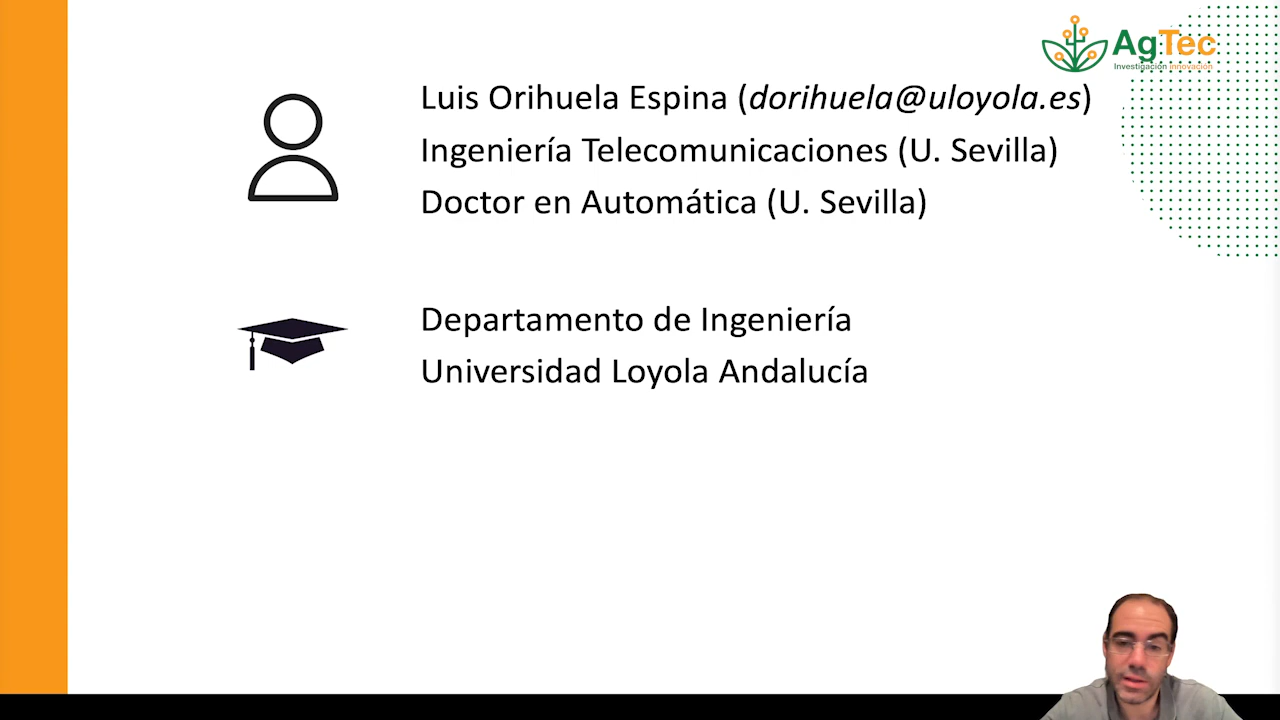 AgTec
Investigación innovación
Luis Orihuela Espina (dorihuela@uloyola.es)
Ingeniería Telecomunicaciones (U. Sevilla)
Doctor en Automática (U. Sevilla)
Departamento de Ingeniería
Universidad Loyola Andalucía